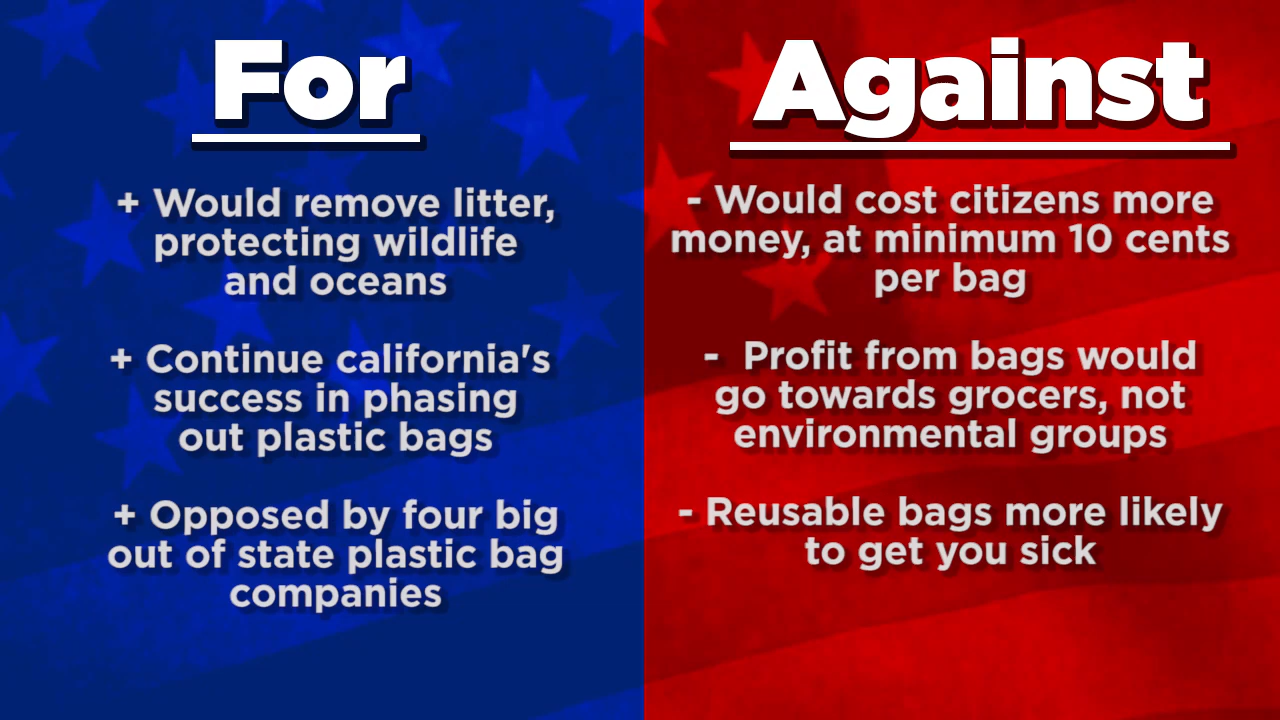 For
+ Would remove litter,
protecting wildlife
and oceans
+ Continue california's
success in phasing
out plastic bags
+ Opposed by four big
out of state plastic bag
companies
Against
- Would cost citizens more
money, at minimum 10 cents
per bag
-  Profit from bags would
go towards grocers, not
environmental groups
- Reusable bags more likely
to get you sick